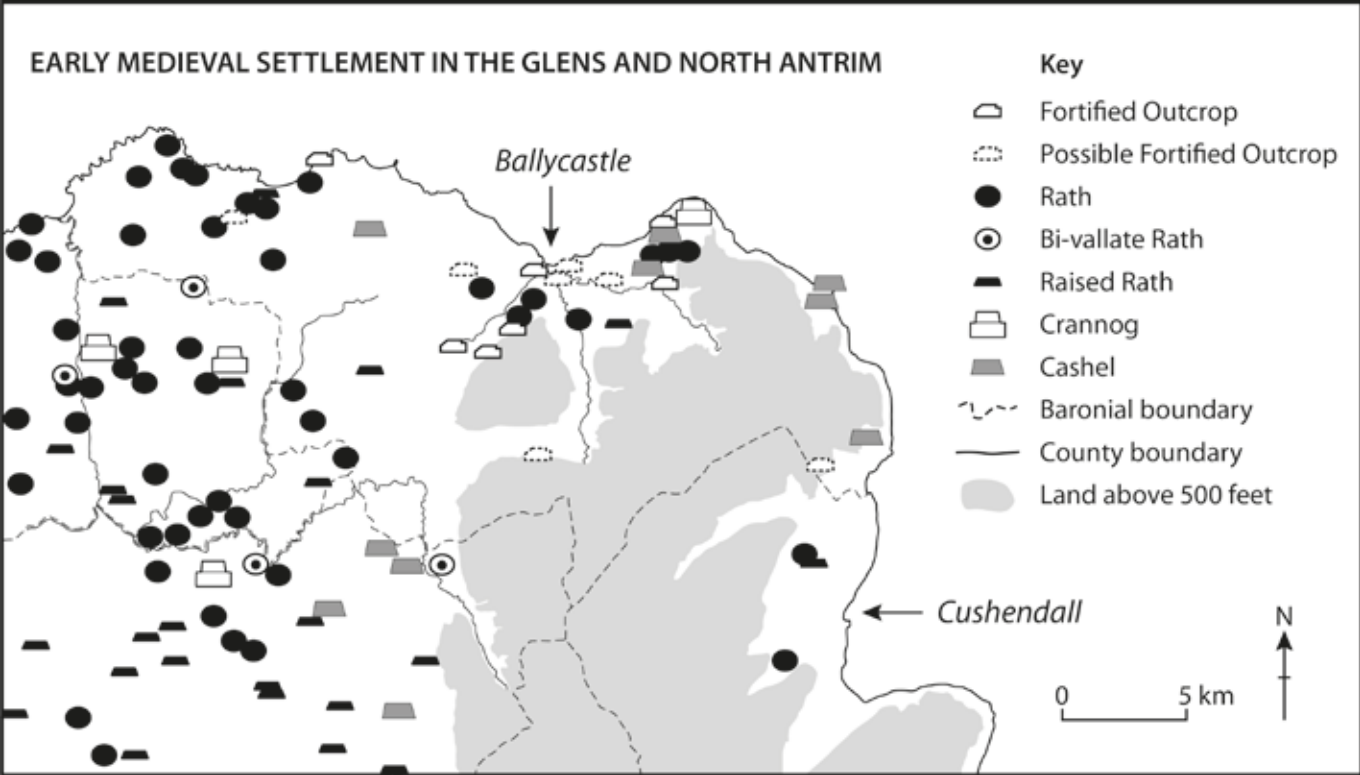 EARLY MEDIEVAL SETTLEMENT IN THE GLENS AND NORTH ANTRIM
Key
Fortified Outcrop
Possible Fortified Outcrop
Rath
Bi-vallate Rath
Raised Rath
Crannog
Cashel
Baronial boundary
County boundary
Land above 500 feet
Ballycastle
Cushendall
N
0 5 km